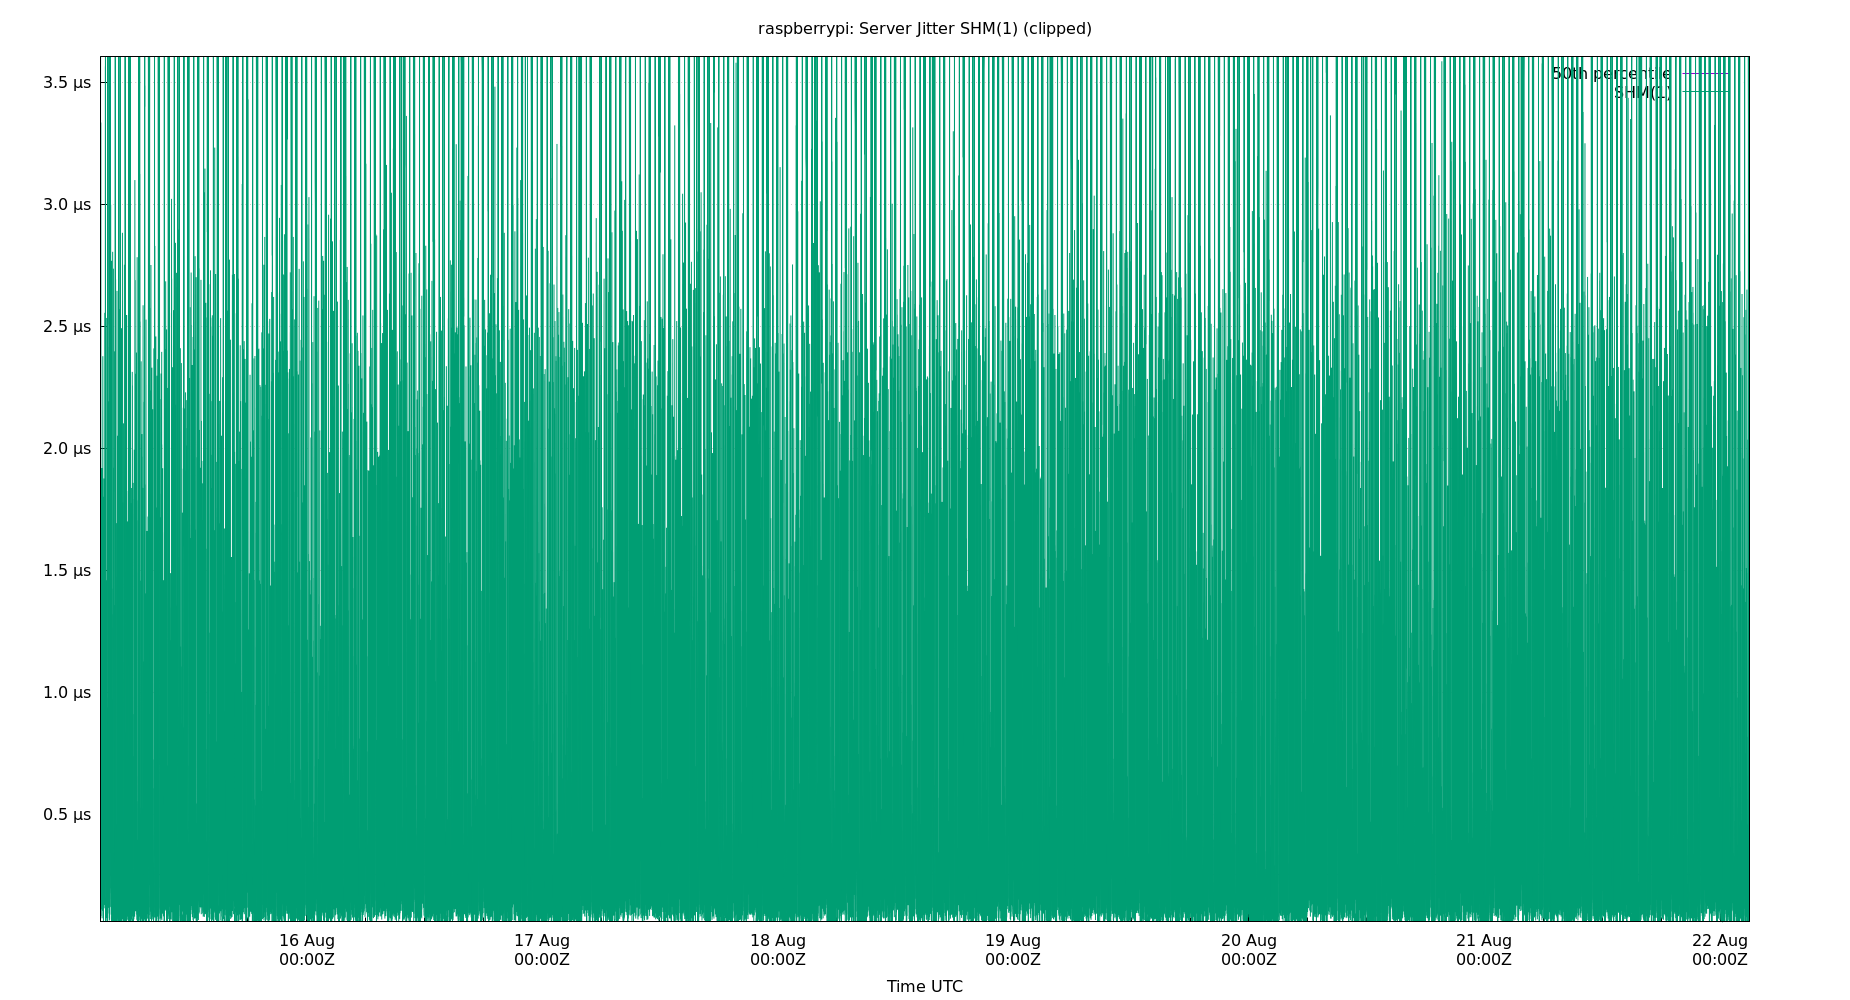 raspberrypi: Server Jitter SHM(1) (clipped)
3.5 µs
3.0 µs
2.5 µs
2.0 µs
1.5 µs
1.0 µs
0.5 µs
50th percentile
SHM(1)
16 Aug 17 Aug 18 Aug 19 Aug 20 Aug 21 Aug 22 Aug
00:00Z 00:00Z 00:00Z 00:00Z 00:00Z 00:00Z 00:00Z
Time UTC